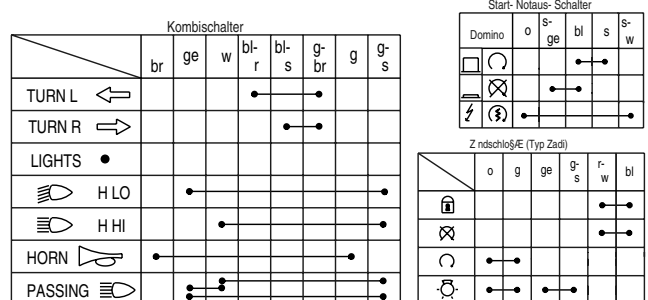 Kombischalter
br ge w bl-r bl-s g-br g g-s
TURN L
TURN R
LIGHTS
H LO
H HI
HORN
PASSING
Start- Notaus- Schalter
Domino o s-ge bl s s-w
Z ndschlo§Æ (Typ Zadi)
o g ge g-s r-w bl